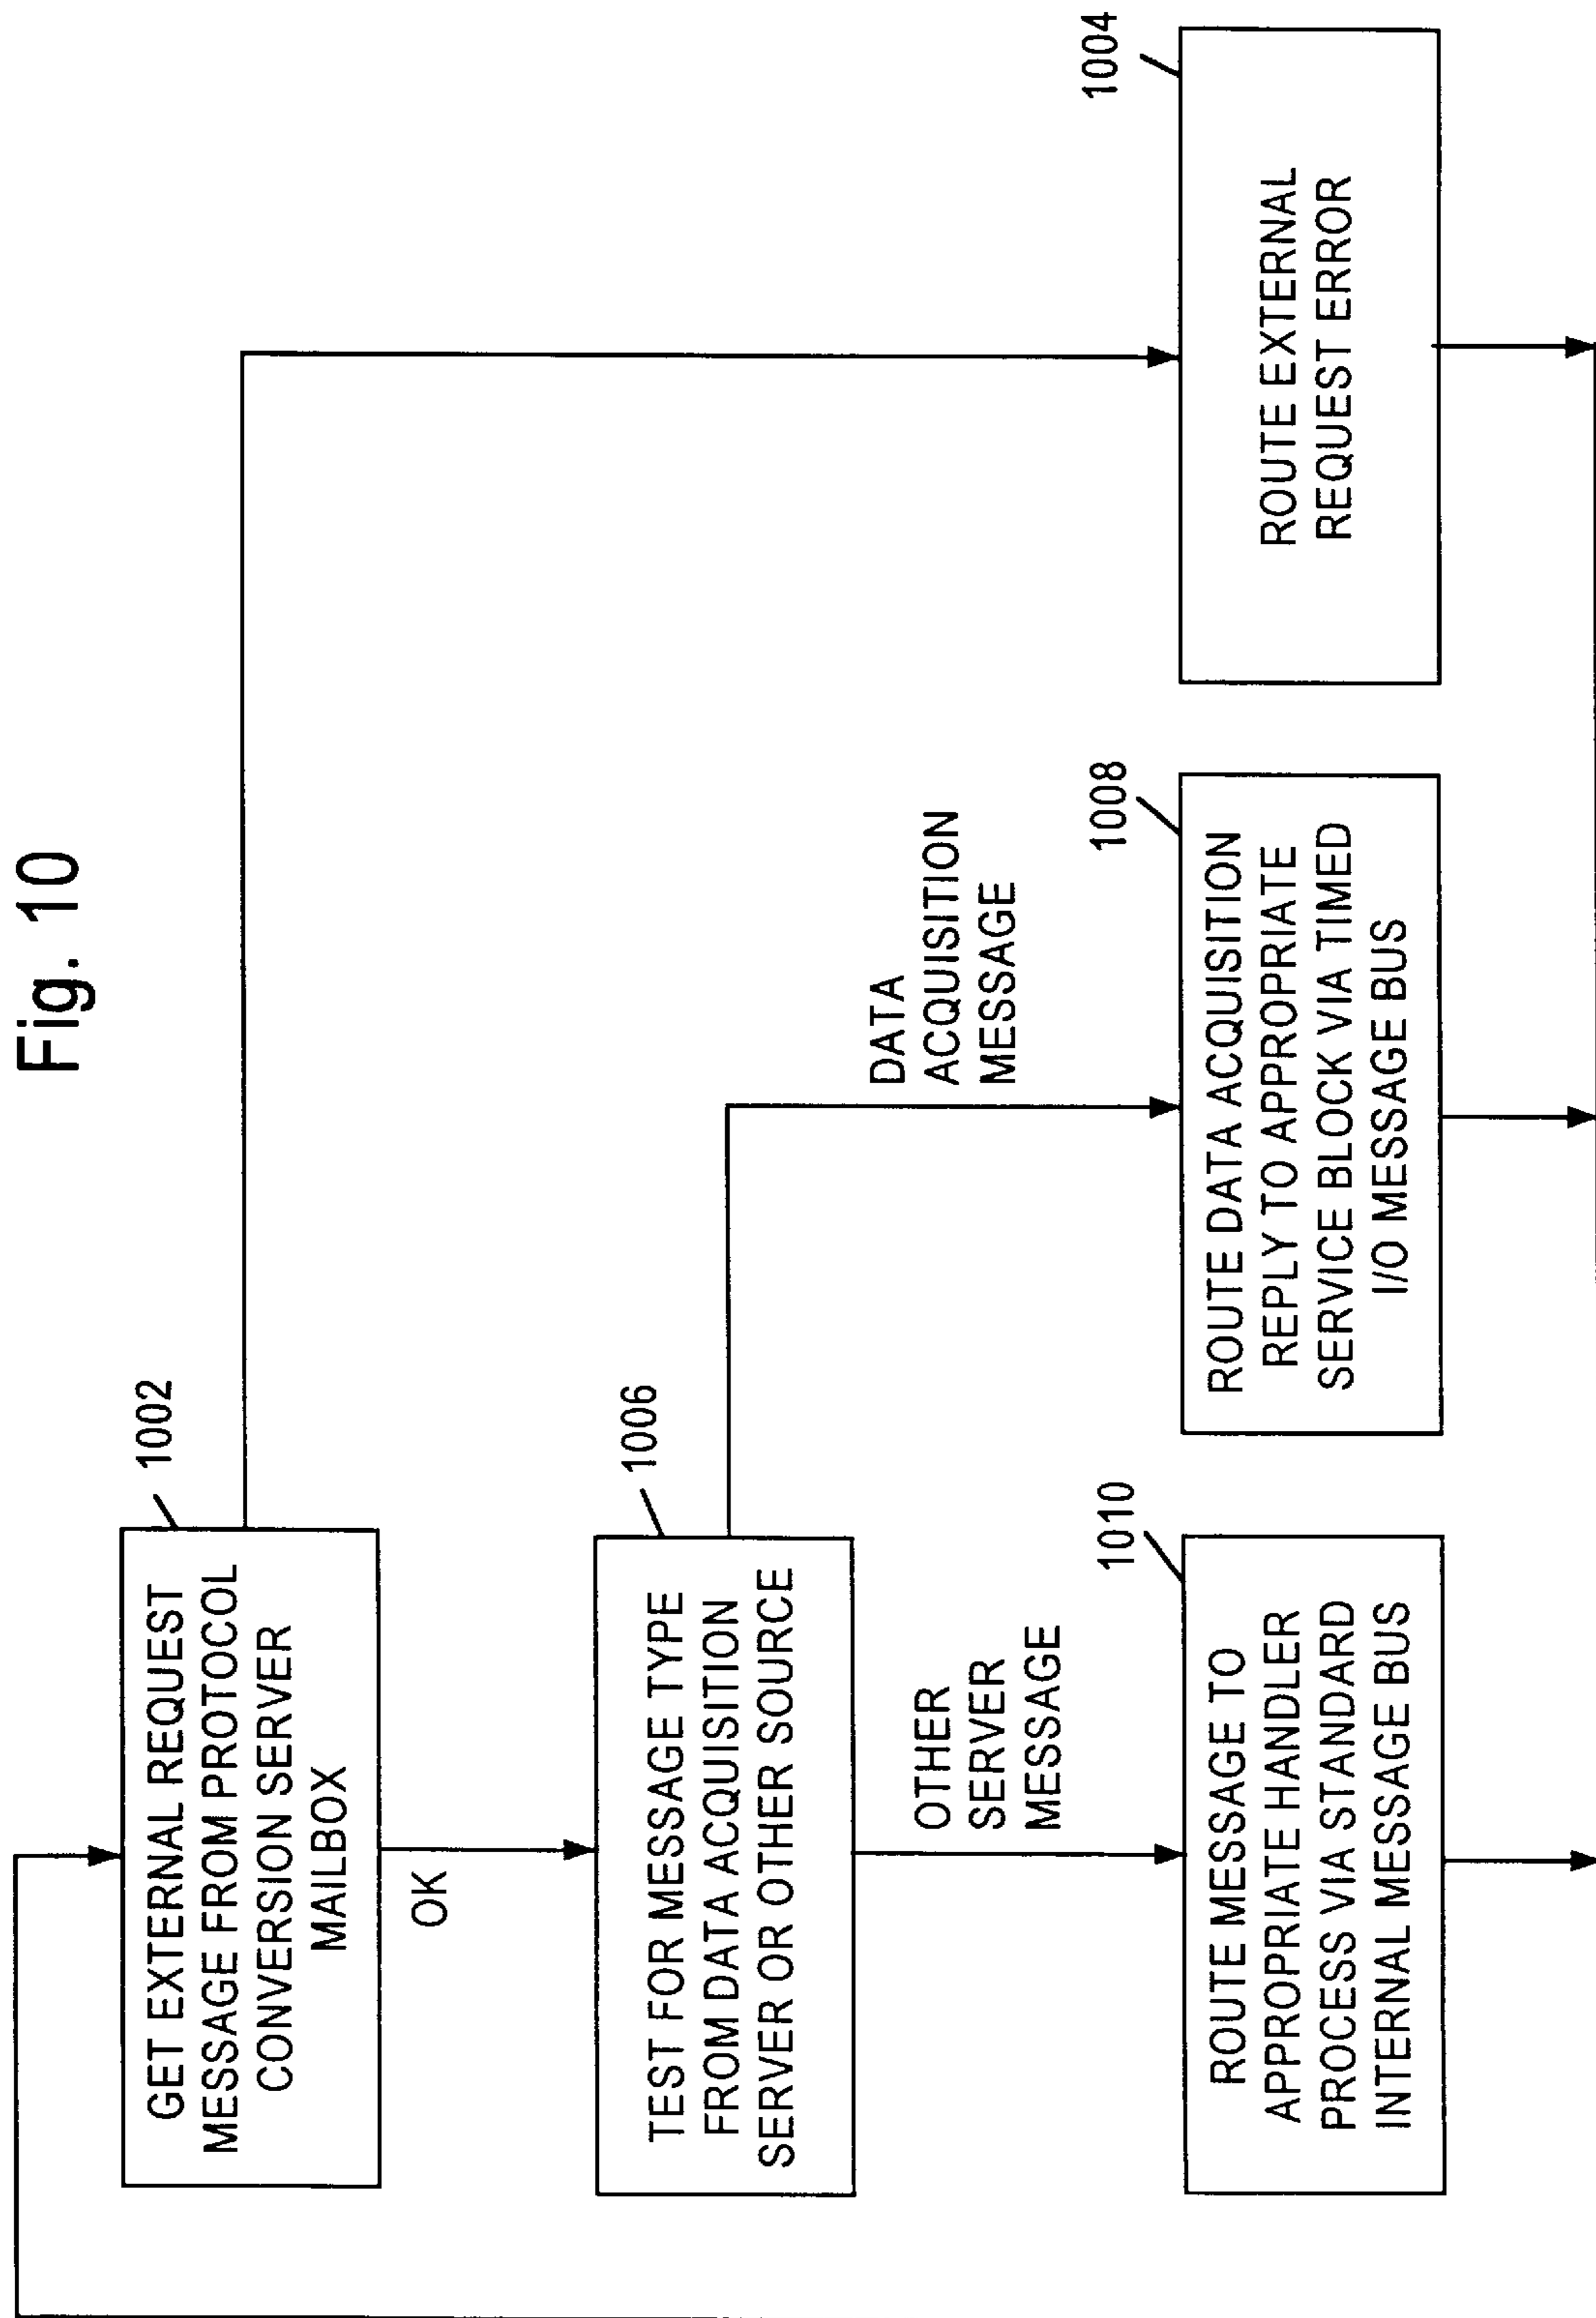 Fig. 10
1002
GET EXTERNAL REQUEST
MESSAGE FROM PROTOCOL
CONVERSION SERVER
MAILBOX
OK
1006
TEST FOR MESSAGE TYPE
FROM DATA ACQUISITION
SERVER OR OTHER SOURCE
OTHER
SERVER
MESSAGE
DATA
ACQUISITION
MESSAGE
1010
ROUTE MESSAGE TO
APPROPRIATE HANDLER
PROCESS VIA STANDARD
INTERNAL MESSAGE BUS
1008
ROUTE DATA ACQUISITION
REPLY TO APPROPRIATE
SERVICE BLOCK VIA TIMED
I/O MESSAGE BUS
1004
ROUTE EXTERNAL
REQUEST ERROR